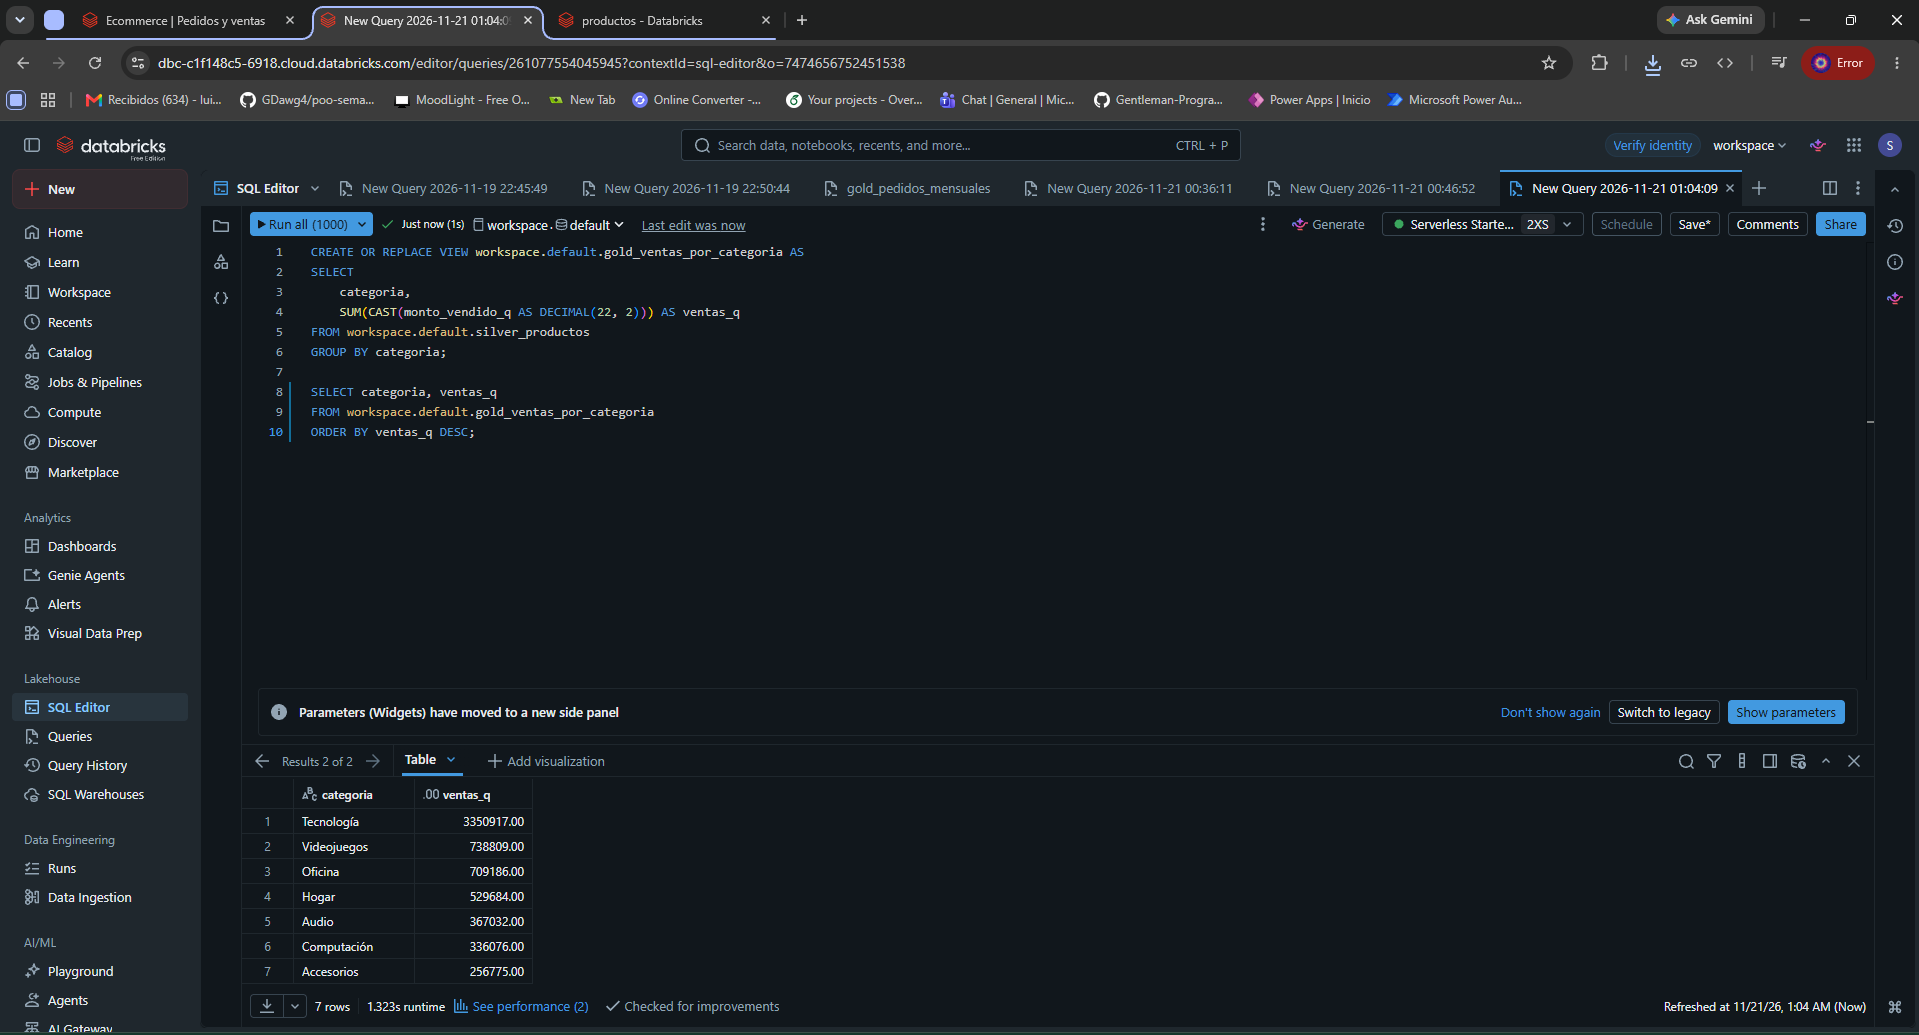 Ecommerce | Pedidos y ventas
New Query 2026-11-21 01:04:0
productos - Databricks
Ask Gemini
dbc-c1f148c5-6918.cloud.databricks.com/editor/queries/261077554045945?contextId=sql-editor&o=7474656752451538
Error
Recibidos (634) - lui...
GDawg4/poo-sema...
MoodLight - Free O...
New Tab
Online Converter -...
Your projects - Over...
Chat | General | Mic...
Gentleman-Progra...
Power Apps | Inicio
Microsoft Power Au...
databricks
Free Edition
Search data, notebooks, recents, and more...
CTRL + P
Verify identity
workspace
S
New
Home
Learn
Workspace
Recents
Catalog
Jobs & Pipelines
Compute
Discover
Marketplace
Analytics
Dashboards
Genie Agents
Alerts
Visual Data Prep
Lakehouse
SQL Editor
Queries
Query History
SQL Warehouses
Data Engineering
Runs
Data Ingestion
AI/ML
Playground
Agents
AI Gateway
SQL Editor
New Query 2026-11-19 22:45:49
New Query 2026-11-19 22:50:44
gold_pedidos_mensuales
New Query 2026-11-21 00:36:11
New Query 2026-11-21 00:46:52
New Query 2026-11-21 01:04:09
Run all (1000)
Just now (1s)
workspace.
default
Last edit was now
Generate
Serverless Starte...
2XS
Schedule
Save*
Comments
Share
1 CREATE OR REPLACE VIEW workspace.default.gold_ventas_por_categoria AS
2 SELECT
3 categoria,
4 SUM(CAST(monto_vendido_q AS DECIMAL(22, 2))) AS ventas_q
5 FROM workspace.default.silver_productos
6 GROUP BY categoria;
7
8 SELECT categoria, ventas_q
9 FROM workspace.default.gold_ventas_por_categoria
10 ORDER BY ventas_q DESC;
Parameters (Widgets) have moved to a new side panel
Don't show again
Switch to legacy
Show parameters
Results 2 of 2
Table
Add visualization
ABC categoria .00 ventas_q
1 Tecnología 3350917.00
2 Videojuegos 738809.00
3 Oficina 709186.00
4 Hogar 529684.00
5 Audio 367032.00
6 Computación 336076.00
7 Accesorios 256775.00
7 rows
1.323s runtime
See performance (2)
Checked for improvements
Refreshed at 11/21/26, 1:04 AM (Now)